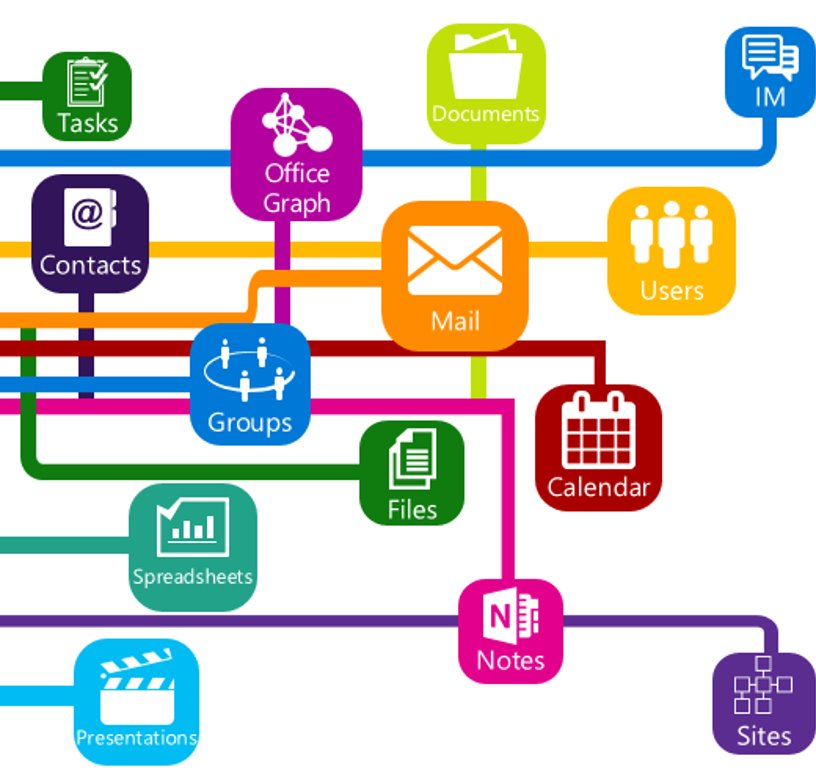 Tasks
Documents
IM
Office
Graph
@
Contacts
Mail
Users
Groups
Calendar
Files
Spreadsheets
N
Notes
Sites
Presentations